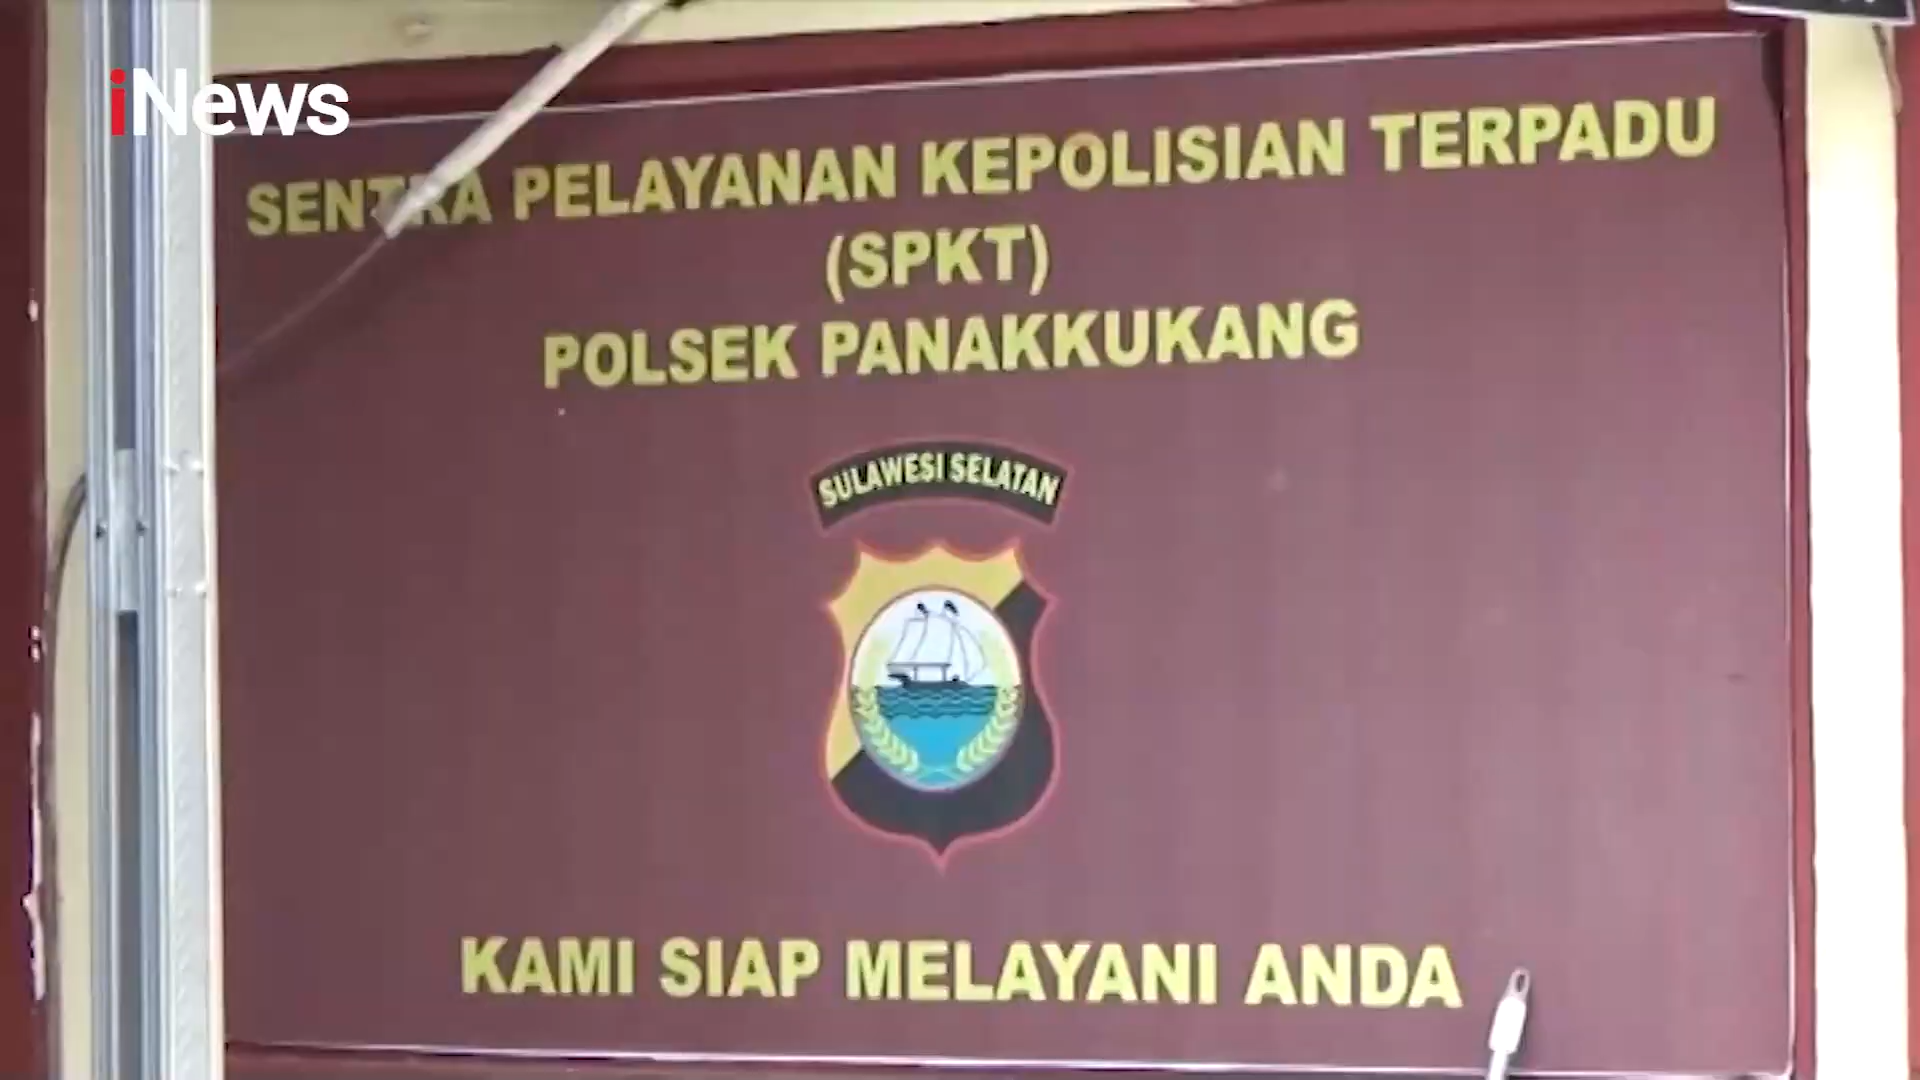 iNews
SENTRA PELAYANAN KEPOLISIAN TERPADU
(SPKT)
POLSEK PANAKKUKANG
SULAWESI SELATAN
KAMI SIAP MELAYANI ANDA